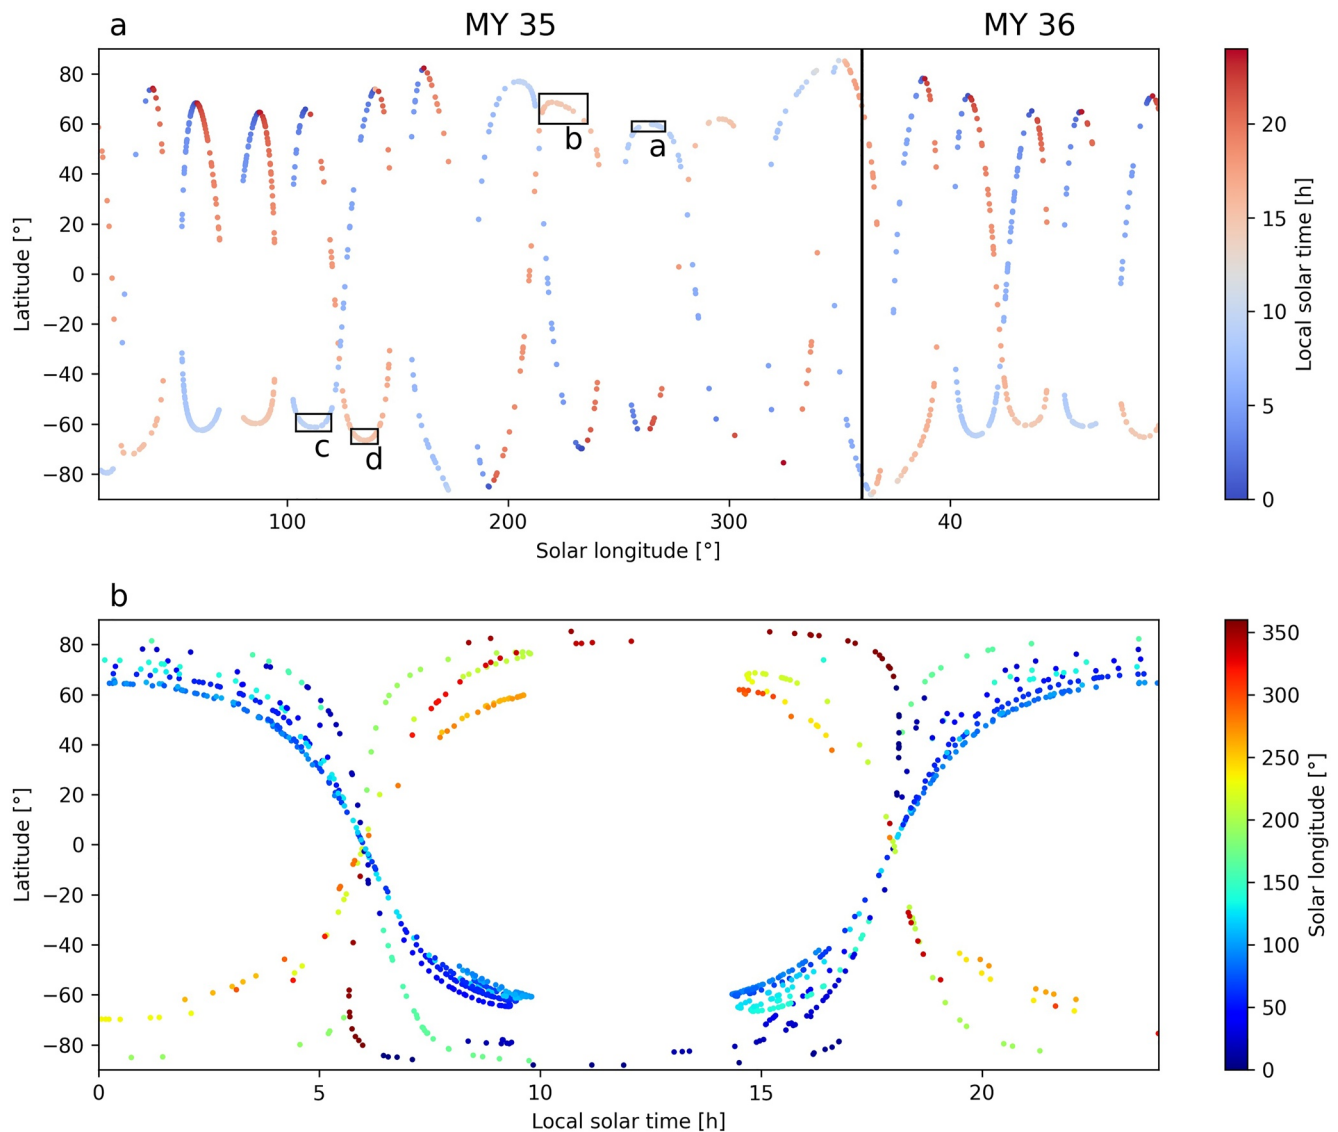 a MY 35 MY 36
80
60
40
20
0
−20
−40
−60
−80
Latitude [°]
b
a
c
d
100 200 300 40
Solar longitude [°]
20
15
10
5
0
Local solar time [h]
b
80
60
40
20
0
−20
−40
−60
−80
Latitude [°]
0 5 10 15 20
Local solar time [h]
350
300
250
200
150
100
50
0
Solar longitude [°]